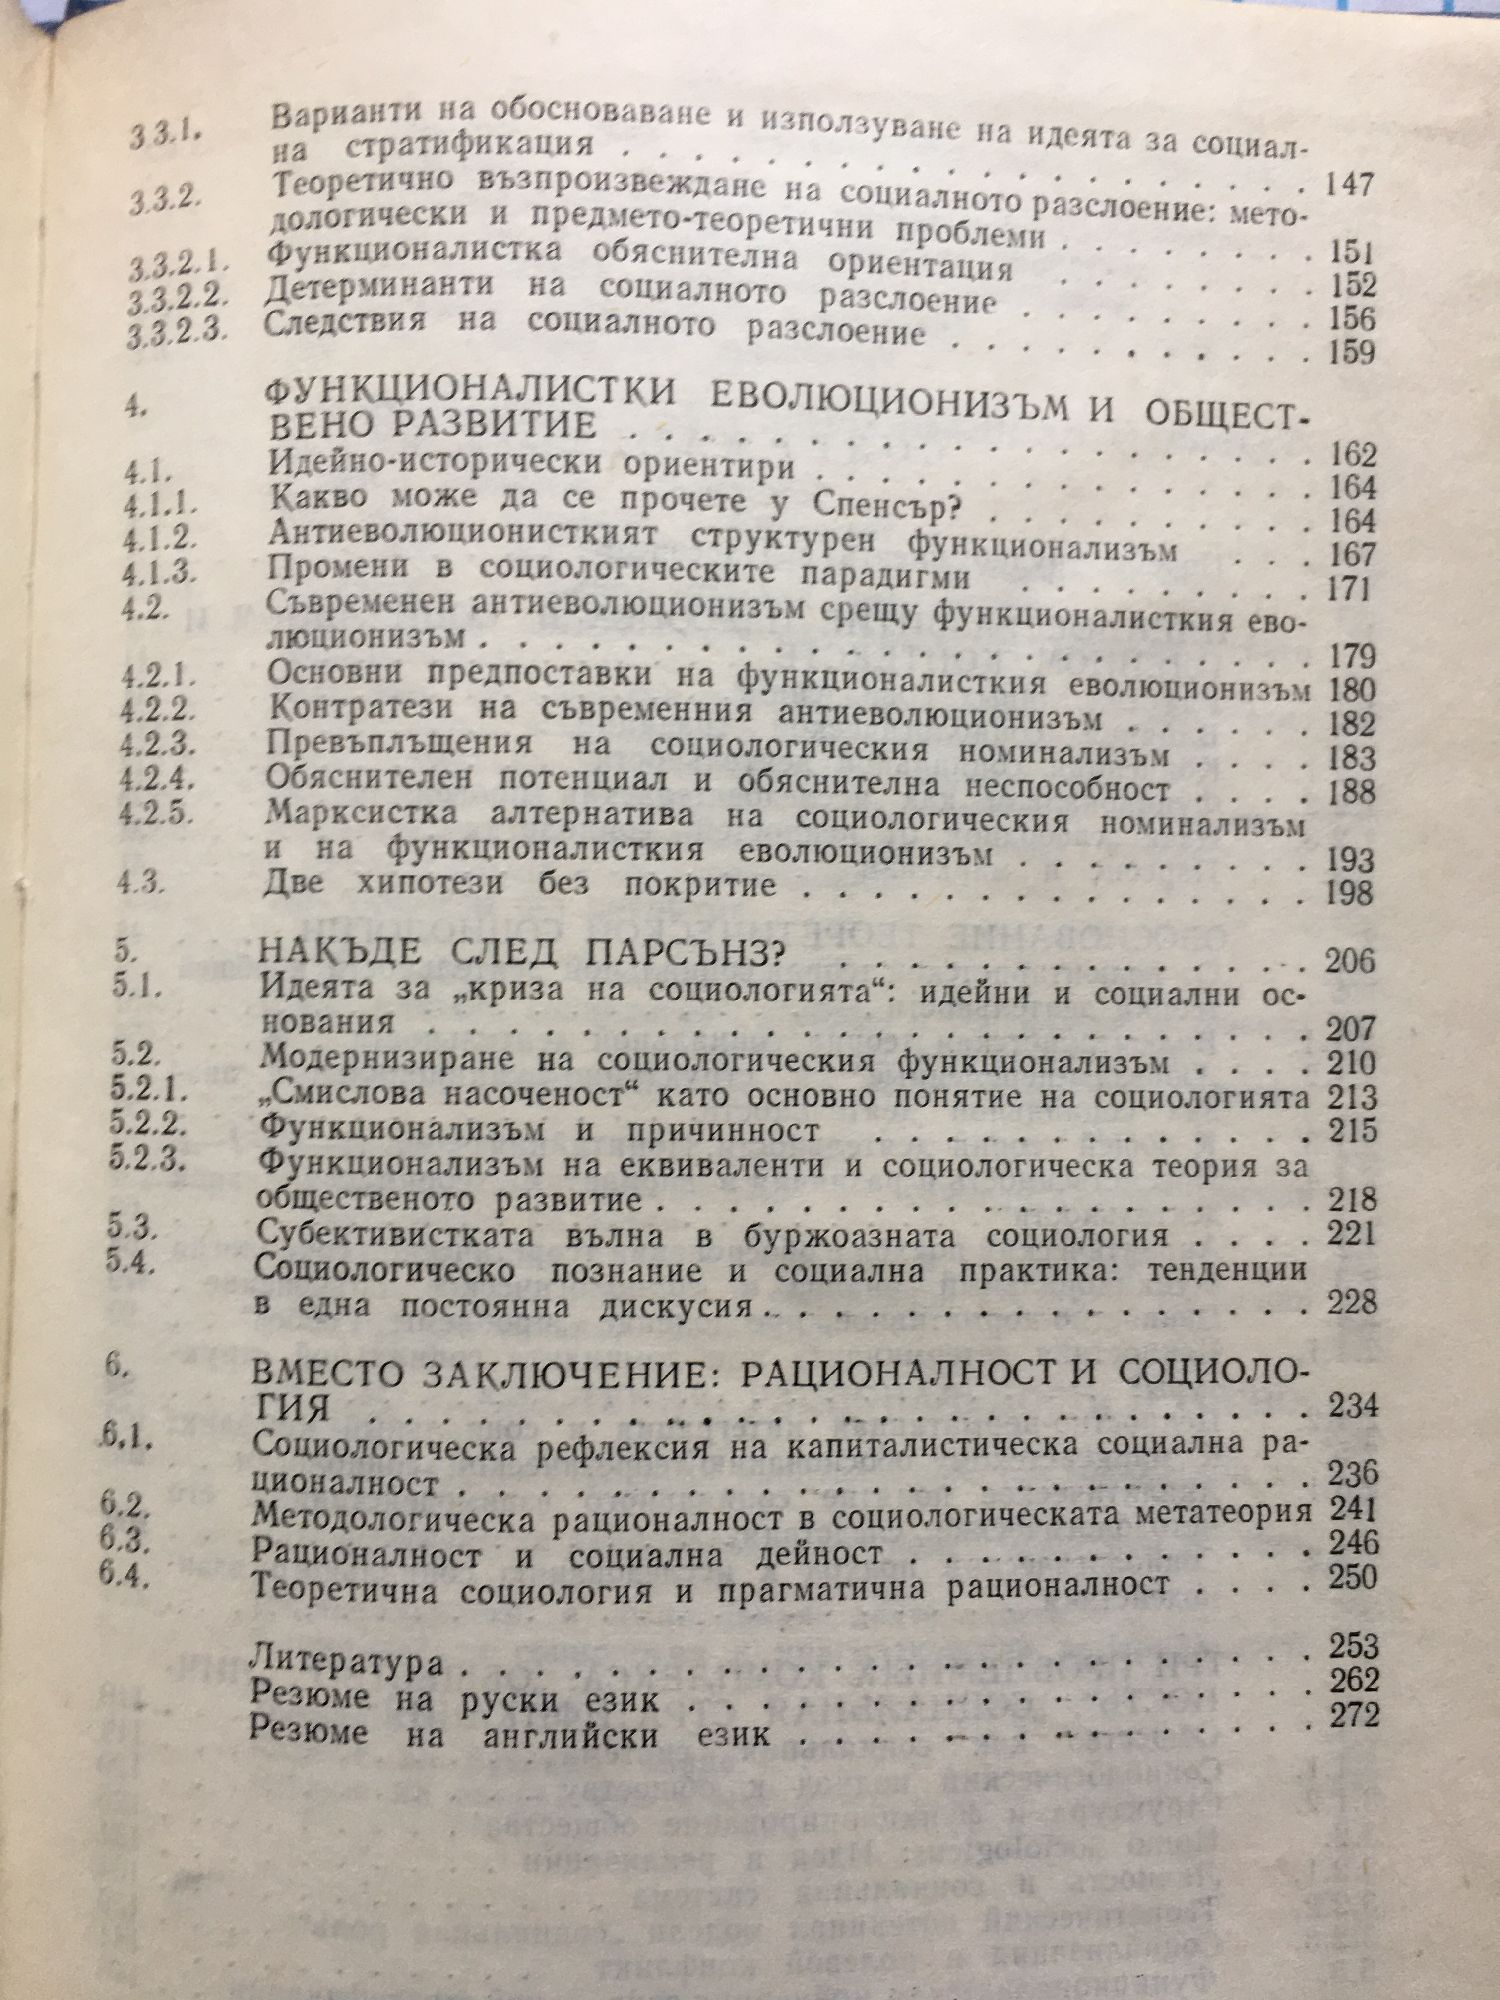 3.3.1. Варианти на обосноваване и използуване на идеята за социал-
на стратификация . . . . . . . . . . . . . . . . . 147
3.3.2. Теоретично възпроизвеждане на социалното разслоение: мето-
дологически и предмето-теоретични проблеми . . . . . . . 151
3.3.2.1. Функционалистка обяснителна ориентация . . . . . . . 152
3.3.2.2. Детерминанти на социалното разслоение . . . . . . . . 156
3.3.2.3. Следствия на социалното разслоение . . . . . . . . . . 159
4. ФУНКЦИОНАЛИСТКИ ЕВОЛЮЦИОНИЗЪМ И ОБЩЕСТ-
ВЕНО РАЗВИТИЕ . . . . . . . . . . . . . . . . . 162
4.1. Идейно-исторически ориентири . . . . . . . . . . . . . 164
4.1.1. Какво може да се прочете у Спенсър? . . . . . . . . . 164
4.1.2. Антиеволюционисткият структурен функционализъм . . . 167
4.1.3. Промени в социологическите парадигми . . . . . . . . 171
4.2. Съвременен антиеволюционизъм срещу функционалисткия ево-
люционизъм . . . . . . . . . . . . . . . . . . . . . 179
4.2.1. Основни предпоставки на функционалисткия еволюционизъм 180
4.2.2. Контратези на съвременния антиеволюционизъм . . . . . 182
4.2.3. Превъплъщения на социологическия номинализъм . . . . 183
4.2.4. Обяснителен потенциал и обяснителна неспособност . . . . 188
4.2.5. Марксистка алтернатива на социологическия номинализъм
и на функционалисткия еволюционизъм . . . . . . . . 193
4.3. Две хипотези без покритие . . . . . . . . . . . . . . 198
5. НАКЪДЕ СЛЕД ПАРСЪНЗ? . . . . . . . . . . . . . 206
5.1. Идеята за „криза на социологията“: идейни и социални ос-
нования . . . . . . . . . . . . . . . . . . . . . . 207
5.2. Модернизиране на социологическия функционализъм . . . . 210
5.2.1. „Смислова насоченост“ като основно понятие на социологията 213
5.2.2. Функционализъм и причинност . . . . . . . . . . . . 215
5.2.3. Функционализъм на еквиваленти и социологическа теория за
общественото развитие . . . . . . . . . . . . . . . . . 218
5.3. Субективистката вълна в буржоазната социология . . . . 221
5.4. Социологическо познание и социална практика: тенденции
в една постоянна дискусия . . . . . . . . . . . . . . . 228
6. ВМЕСТО ЗАКЛЮЧЕНИЕ: РАЦИОНАЛНОСТ И СОЦИОЛО-
ГИЯ . . . . . . . . . . . . . . . . . . . . . . . 234
6.1. Социологическа рефлексия на капиталистическа социална ра-
ционалност . . . . . . . . . . . . . . . . . . . . . 236
6.2. Методологическа рационалност в социологическата метатеория 241
6.3. Рационалност и социална дейност . . . . . . . . . . . 246
6.4. Теоретична социология и прагматична рационалност . . . . 250
Литература . . . . . . . . . . . . . . . . . . . . . 253
Резюме на руски език . . . . . . . . . . . . . . . . 262
Резюме на английски език . . . . . . . . . . . . . . 272